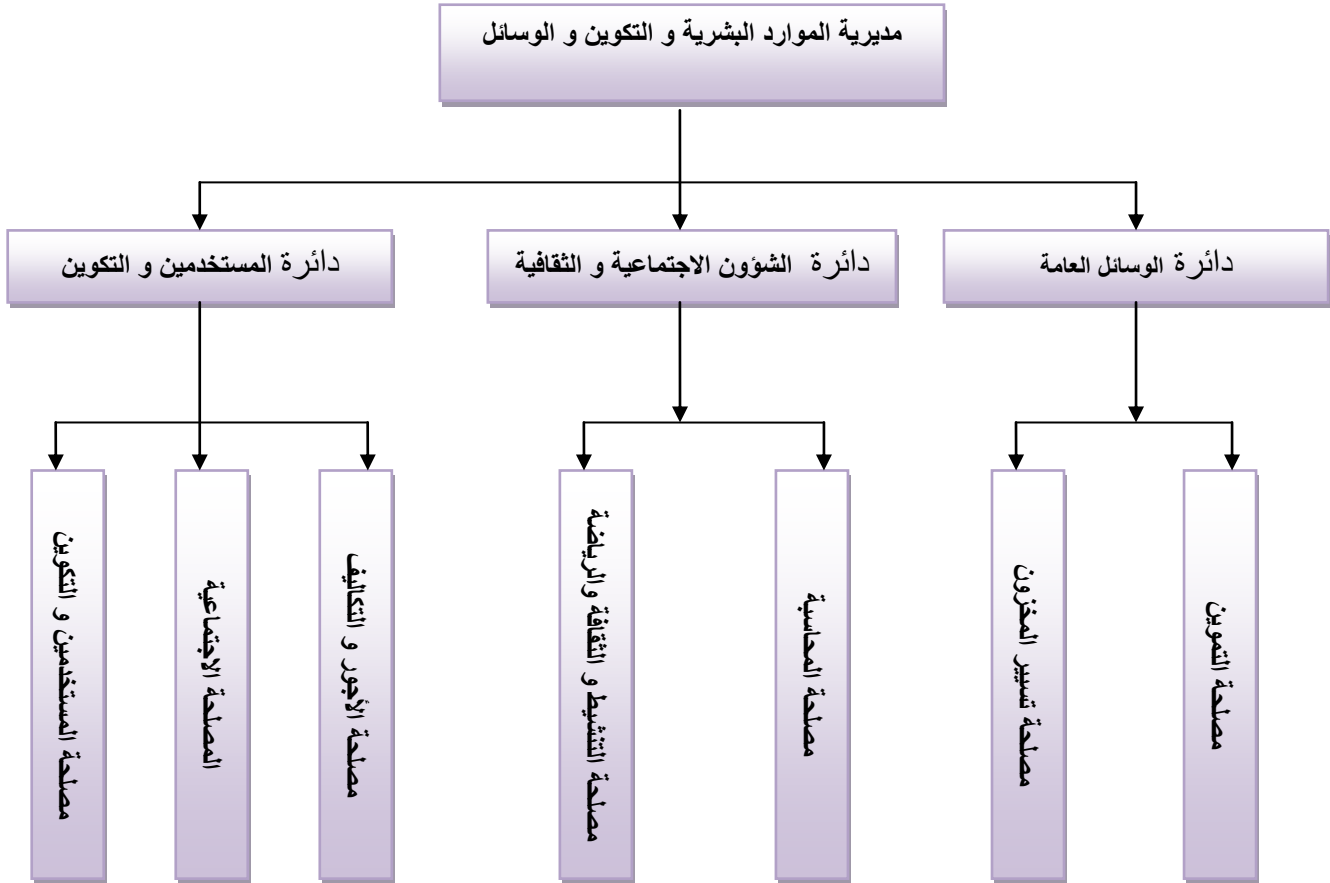 مديرية الموارد البشرية و التكوين و الوسائل
دائرة الوسائل العامة
دائرة الشؤون الاجتماعية و الثقافية
دائرة المستخدمين و التكوين
مصلحة التموين
مصلحة تسيير المخزون
مصلحة المحاسبة
مصلحة التنشيط و الثقافة والرياضة
مصلحة الأجور و التكاليف
المصلحة الاجتماعية
مصلحة المستخدمين و التكوين